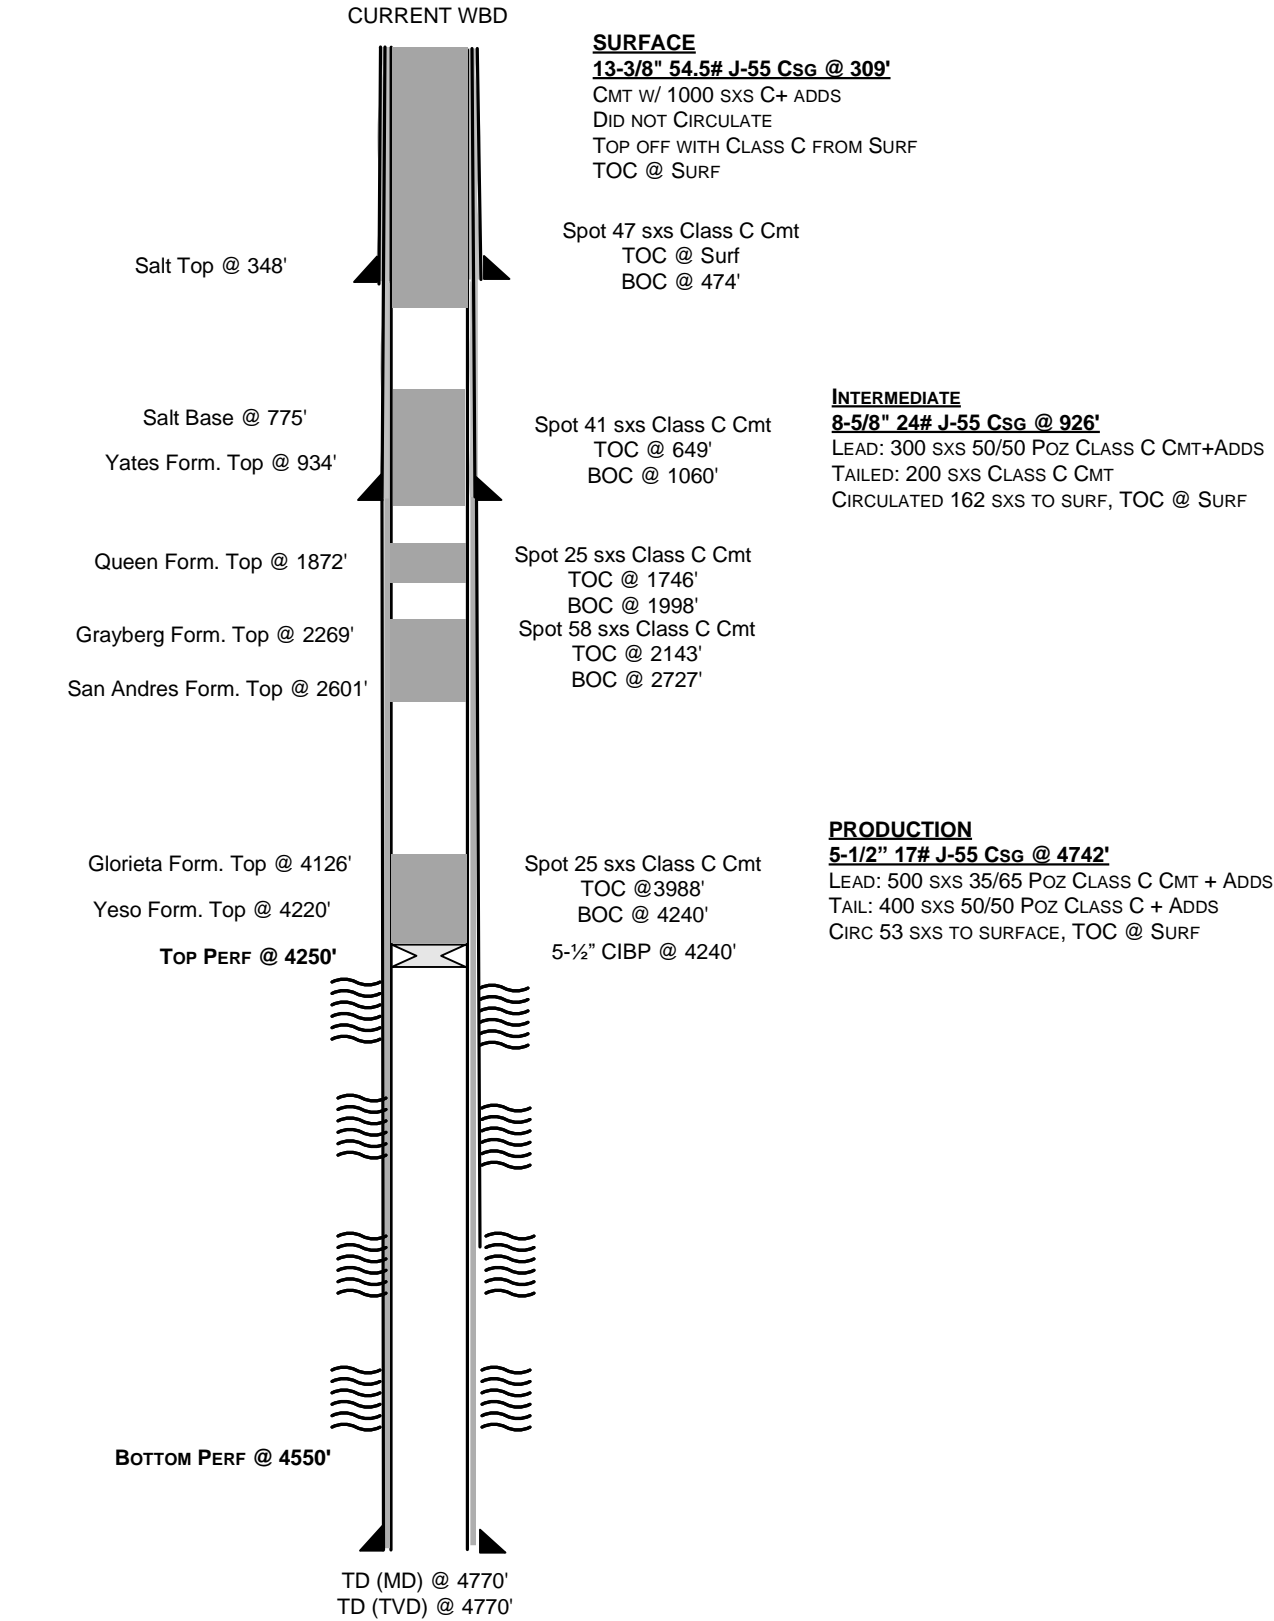 CURRENT WBD
SURFACE
13-3/8" 54.5# J-55 CSG @ 309'
CMT W/ 1000 SXS C+ ADDS
DID NOT CIRCULATE
TOP OFF WITH CLASS C FROM SURF
TOC @ SURF
Salt Top @ 348'
Spot 47 sxs Class C Cmt
TOC @ Surf
BOC @ 474'
Salt Base @ 775'
Yates Form. Top @ 934'
Spot 41 sxs Class C Cmt
TOC @ 649'
BOC @ 1060'
INTERMEDIATE
8-5/8" 24# J-55 CSG @ 926'
LEAD: 300 SXS 50/50 POZ CLASS C CMT+ADDS
TAILED: 200 SXS CLASS C CMT
CIRCULATED 162 SXS TO SURF, TOC @ SURF
Queen Form. Top @ 1872'
Spot 25 sxs Class C Cmt
TOC @ 1746'
BOC @ 1998'
Grayberg Form. Top @ 2269'
San Andres Form. Top @ 2601'
Spot 58 sxs Class C Cmt
TOC @ 2143'
BOC @ 2727'
Glorieta Form. Top @ 4126'
Yeso Form. Top @ 4220'
TOP PERF @ 4250'
Spot 25 sxs Class C Cmt
TOC @3988'
BOC @ 4240'
5-½” CIBP @ 4240'
PRODUCTION
5-1/2” 17# J-55 CSG @ 4742'
LEAD: 500 SXS 35/65 POZ CLASS C CMT + ADDS
TAIL: 400 SXS 50/50 POZ CLASS C + ADDS
CIRC 53 SXS TO SURFACE, TOC @ SURF
BOTTOM PERF @ 4550'
TD (MD) @ 4770'
TD (TVD) @ 4770'